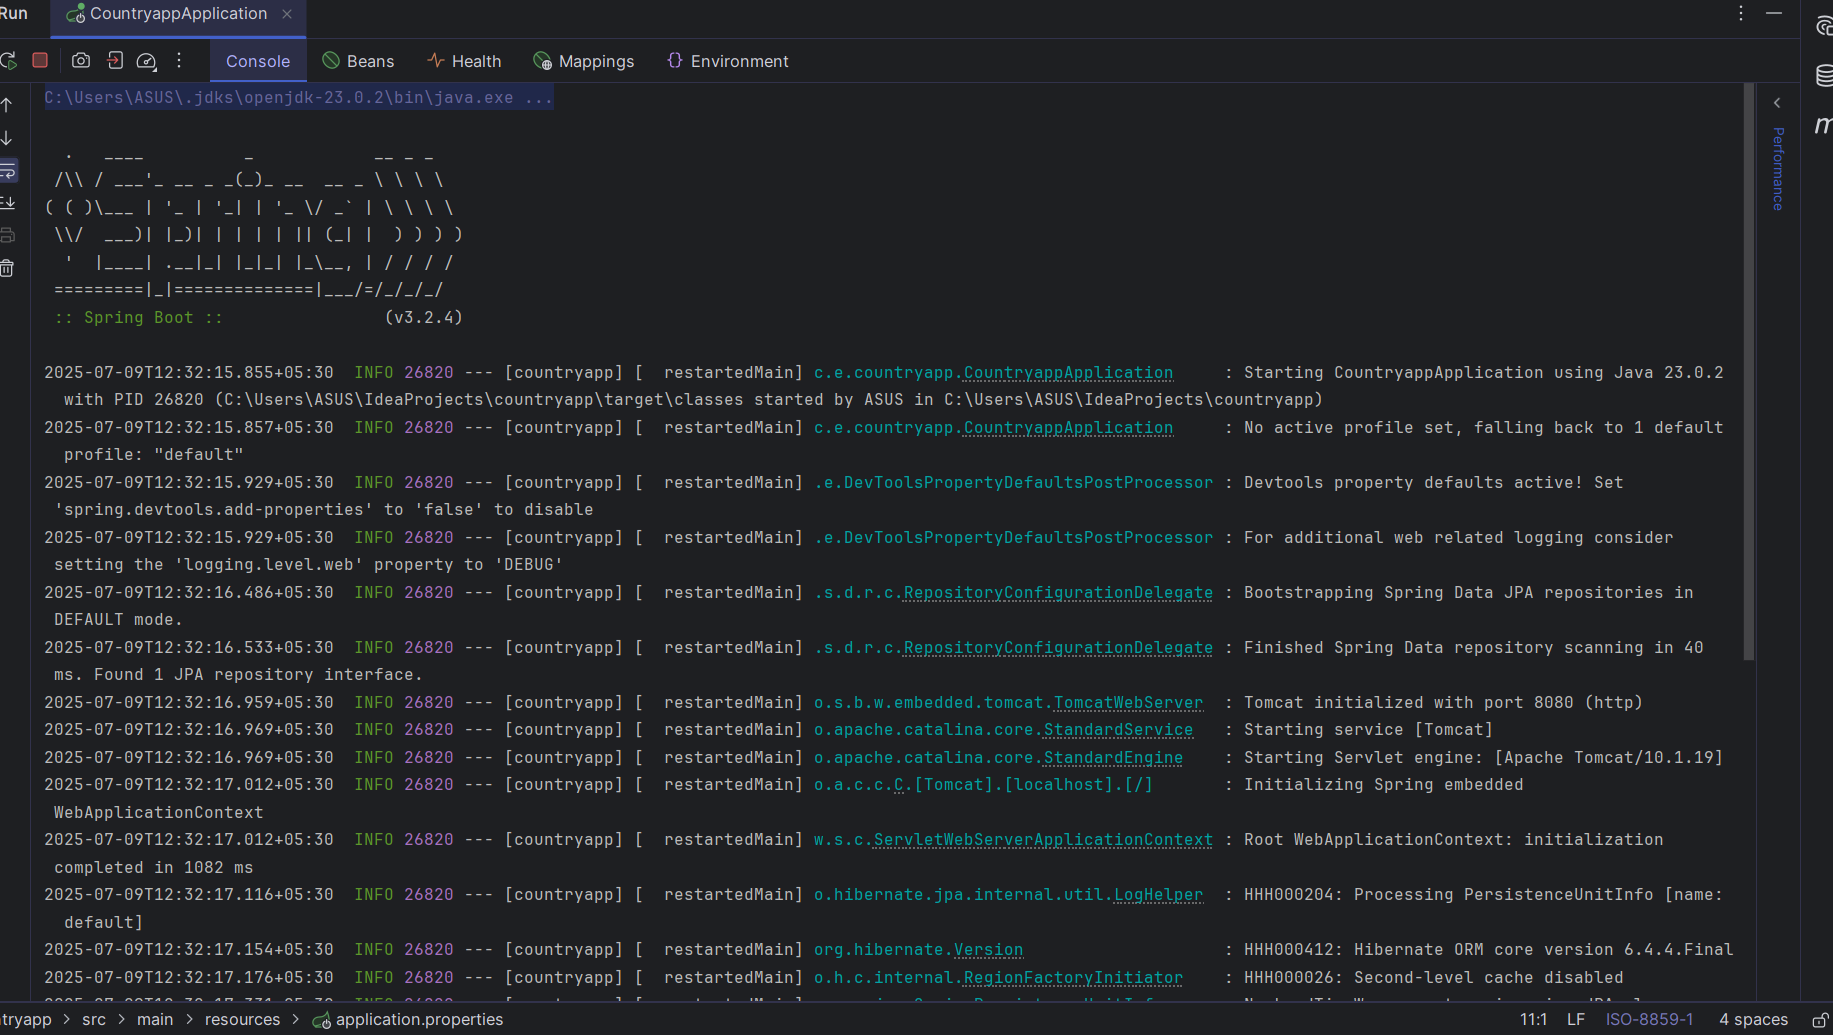 Run
CountryappApplication
Console
Beans
Health
Mappings
Environment
C:\Users\ASUS\.jdks\openjdk-23.0.2\bin\java.exe ...
  .   ____          _            __ _ _
 /\\ / ___'_ __ _ _(_)_ __  __ _ \ \ \ \
( ( )\___ | '_ | '_| | '_ \/ _` | \ \ \ \
 \\/  ___)| |_)| | | | | || (_| |  ) ) ) )
  '  |____| .__|_| |_|_| |_\__, | / / / /
 =========|_|==============|___/=/_/_/_/
 :: Spring Boot ::                (v3.2.4)
2025-07-09T12:32:15.855+05:30  INFO 26820 --- [countryapp] [  restartedMain] c.e.countryapp.CountryappApplication     : Starting CountryappApplication using Java 23.0.2
with PID 26820 (C:\Users\ASUS\IdeaProjects\countryapp\target\classes started by ASUS in C:\Users\ASUS\IdeaProjects\countryapp)
2025-07-09T12:32:15.857+05:30  INFO 26820 --- [countryapp] [  restartedMain] c.e.countryapp.CountryappApplication     : No active profile set, falling back to 1 default
profile: "default"
2025-07-09T12:32:15.929+05:30  INFO 26820 --- [countryapp] [  restartedMain] .e.DevToolsPropertyDefaultsPostProcessor : Devtools property defaults active! Set
'spring.devtools.add-properties' to 'false' to disable
2025-07-09T12:32:15.929+05:30  INFO 26820 --- [countryapp] [  restartedMain] .e.DevToolsPropertyDefaultsPostProcessor : For additional web related logging consider
setting the 'logging.level.web' property to 'DEBUG'
2025-07-09T12:32:16.486+05:30  INFO 26820 --- [countryapp] [  restartedMain] .s.d.r.c.RepositoryConfigurationDelegate : Bootstrapping Spring Data JPA repositories in
DEFAULT mode.
2025-07-09T12:32:16.533+05:30  INFO 26820 --- [countryapp] [  restartedMain] .s.d.r.c.RepositoryConfigurationDelegate : Finished Spring Data repository scanning in 40
ms. Found 1 JPA repository interface.
2025-07-09T12:32:16.959+05:30  INFO 26820 --- [countryapp] [  restartedMain] o.s.b.w.embedded.tomcat.TomcatWebServer  : Tomcat initialized with port 8080 (http)
2025-07-09T12:32:16.969+05:30  INFO 26820 --- [countryapp] [  restartedMain] o.apache.catalina.core.StandardService   : Starting service [Tomcat]
2025-07-09T12:32:16.969+05:30  INFO 26820 --- [countryapp] [  restartedMain] o.apache.catalina.core.StandardEngine    : Starting Servlet engine: [Apache Tomcat/10.1.19]
2025-07-09T12:32:17.012+05:30  INFO 26820 --- [countryapp] [  restartedMain] o.a.c.c.C.[Tomcat].[localhost].[/]       : Initializing Spring embedded
WebApplicationContext
2025-07-09T12:32:17.012+05:30  INFO 26820 --- [countryapp] [  restartedMain] w.s.c.ServletWebServerApplicationContext : Root WebApplicationContext: initialization
completed in 1082 ms
2025-07-09T12:32:17.116+05:30  INFO 26820 --- [countryapp] [  restartedMain] o.hibernate.jpa.internal.util.LogHelper  : HHH000204: Processing PersistenceUnitInfo [name:
default]
2025-07-09T12:32:17.154+05:30  INFO 26820 --- [countryapp] [  restartedMain] org.hibernate.Version                    : HHH000412: Hibernate ORM core version 6.4.4.Final
2025-07-09T12:32:17.176+05:30  INFO 26820 --- [countryapp] [  restartedMain] o.h.c.internal.RegionFactoryInitiator    : HHH000026: Second-level cache disabled
Performance
m
tryapp > src > main > resources > application.properties
11:1 LF ISO-8859-1 4 spaces